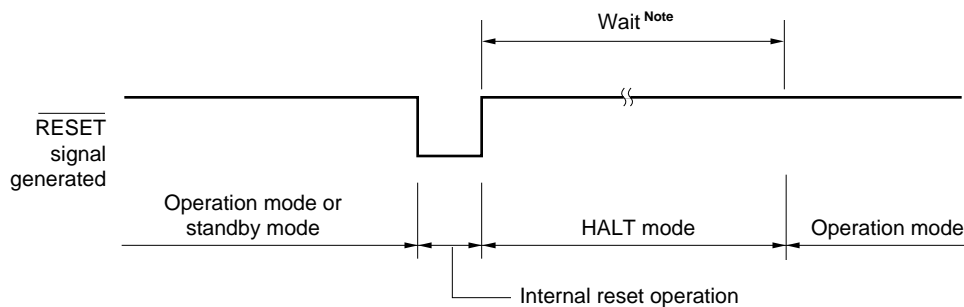 Wait Note
RESET
signal
generated
Operation mode or
standby mode
HALT mode
Operation mode
Internal reset operation